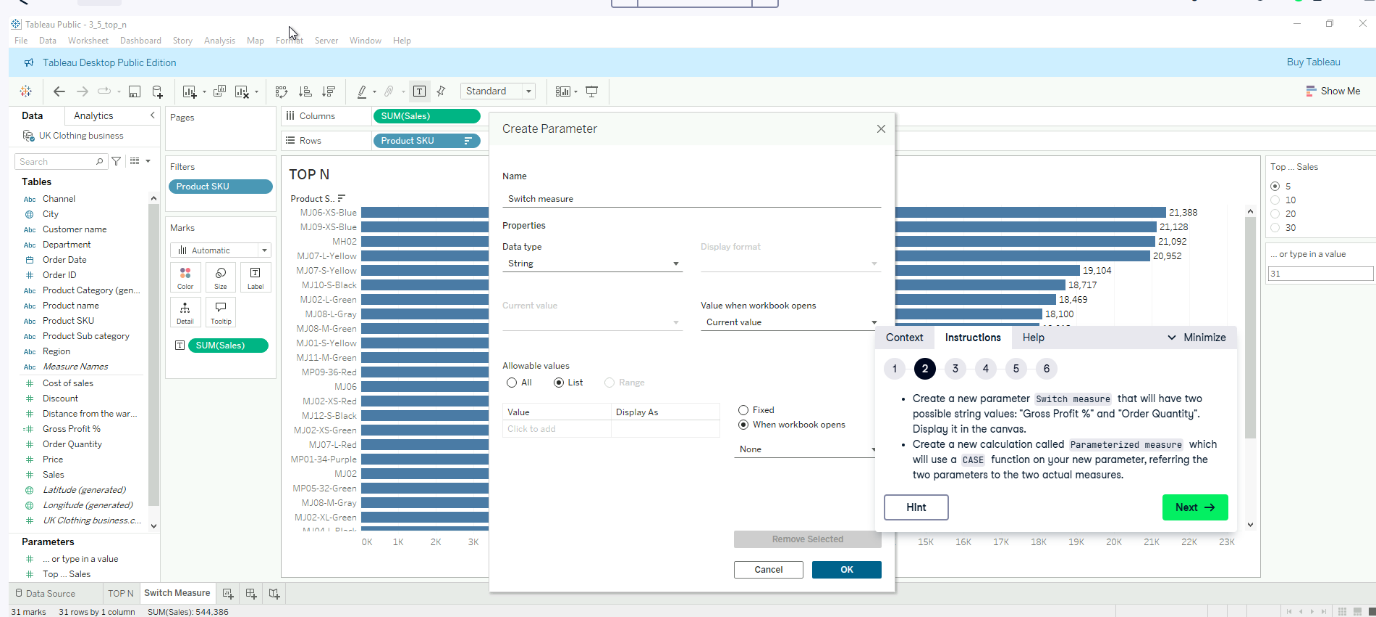 Tableau Public - 3_5_top_n
File Data Worksheet Dashboard Story Analysis Map Format Server Window Help
Tableau Desktop Public Edition
Buy Tableau
Standard
Show Me
Data Analytics
UK Clothing business
Search
Tables
Abc Channel
City
Abc Customer name
Abc Department
Order Date
# Order ID
Abc Product Category (gen...
Abc Product name
Abc Product SKU
Abc Product Sub category
Abc Region
Abc Measure Names
# Cost of sales
# Discount
# Distance from the war...
=# Gross Profit %
# Order Quantity
# Price
# Sales
Latitude (generated)
Longitude (generated)
# UK Clothing business.c...
Parameters
# ... or type in a value
# Top ... Sales
Pages
Filters
Product SKU
Marks
Automatic
Color Size Label
Detail Tooltip
SUM(Sales)
Columns SUM(Sales)
Rows Product SKU
TOP N
Product S..
MJ06-XS-Blue
MJ09-XS-Blue
MH02
MJ07-L-Yellow
MJ07-S-Yellow
MJ10-S-Black
MJ02-L-Green
MJ08-L-Gray
MJ08-M-Green
MJ01-S-Yellow
MJ11-M-Green
MP09-36-Red
MJ06
MJ02-XS-Red
MJ12-S-Black
MJ02-XS-Green
MJ07-L-Red
MP01-34-Purple
MJ02
MP05-32-Green
MJ08-M-Gray
MJ02-XL-Green
0K 1K 2K 3K
Create Parameter
Name
Switch measure
Properties
Data type
String
Display format
Current value
Value when workbook opens
Current value
Allowable values
All List Range
Value Display As
Click to add
Fixed
When workbook opens
None
Remove Selected
Cancel OK
21,388
21,128
21,092
20,952
19,104
18,717
18,469
18,100
15K 16K 17K 18K 19K 20K 21K 22K 23K
Top ... Sales
5
10
20
30
... or type in a value
31
Context Instructions Help Minimize
1 2 3 4 5 6
• Create a new parameter Switch measure that will have two
possible string values: "Gross Profit %" and "Order Quantity".
Display it in the canvas.
• Create a new calculation called Parameterized measure which
will use a CASE function on your new parameter, referring the
two parameters to the two actual measures.
Hint Next →
Data Source TOP N Switch Measure
31 marks 31 rows by 1 column SUM(Sales): 544,386